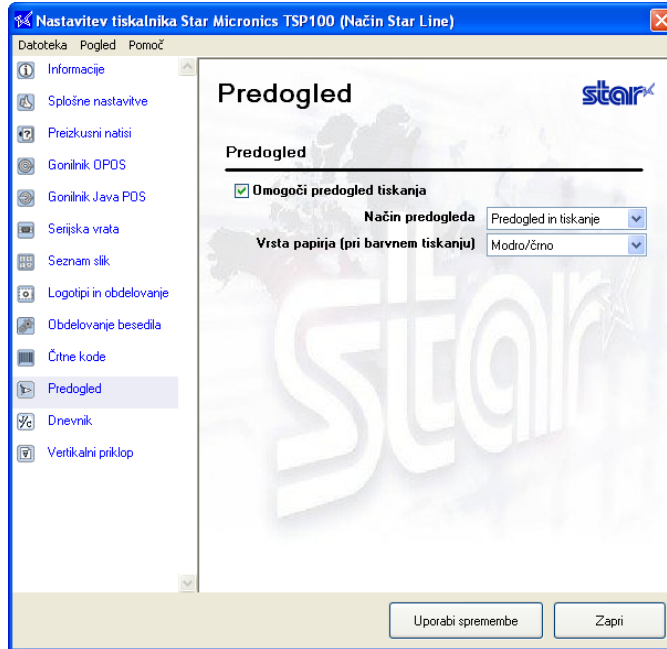 Nastavitev tiskalnika Star Micronics TSP100 (Način Star Line)
Datoteka Pogled Pomoč
Informacije
Splošne nastavitve
Preizkusni natisi
Gonilnik OPOS
Gonilnik Java POS
Serijska vrata
Seznam slik
Logotipi in obdelovanje
Obdelovanje besedila
Črtne kode
Predogled
Dnevnik
Vertikalni priklop
Predogled
star
Predogled
Omogoči predogled tiskanja
Način predogleda Predogled in tiskanje
Vrsta papirja (pri barvnem tiskanju) Modro/črno
star
Uporabi spremembe Zapri